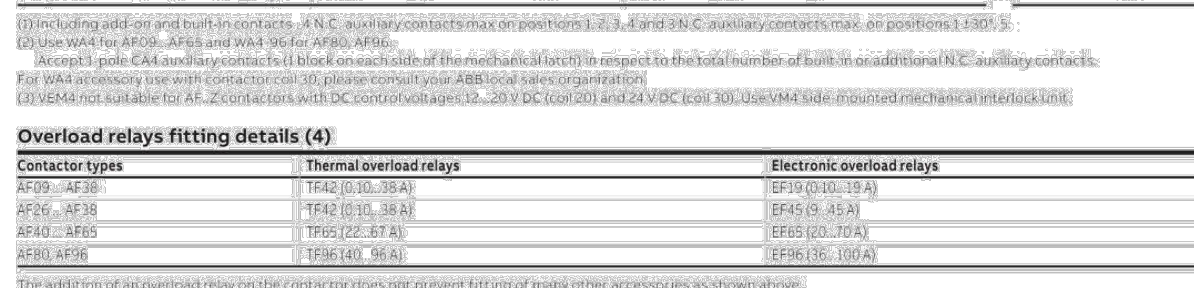 (1) Including add-on and built-in contacts : 4 N.C. auxiliary contacts max on positions 1, 2, 3, 4 and 3 N.C. auxiliary contacts max. on positions 1 ±30°, 5.
(2) Use WA4 for AF09...AF65 and WA4-96 for AF80, AF96.
Accept 1-pole CA4 auxiliary contacts (1 block on each side of the mechanical latch) in respect to the total number of built-in or additional N.C. auxiliary contacts.
For WA4 accessory use with contactor coil 30, please consult your ABB local sales organization.
(3) VEM4 not suitable for AF..Z contactors with DC control voltages 12...20 V DC (coil 20) and 24 V DC (coil 30). Use VM4 side-mounted mechanical interlock unit.
Overload relays fitting details (4)
Contactor types Thermal overload relays Electronic overload relays
AF09 ... AF38 TF42 (0.10...38 A) EF19 (0.10...19 A)
AF26 ... AF38 TF42 (0.10...38 A) EF45 (9...45 A)
AF40 ... AF65 TF65 (22...67 A) EF65 (20...70 A)
AF80, AF96 TF96 (40...96 A) EF96 (36...100 A)
The addition of an overload relay on the contactor does not prevent fitting of many other accessories as shown above.